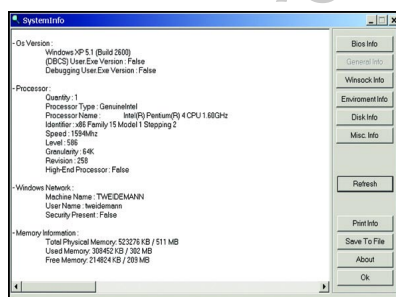 SystemInfo
- Os Version :
Windows XP 5.1 (Build 2600)
(DBCS) User.Exe Version : False
Debugging User.Exe Version : False
- Processor :
Quantity : 1
Processor Type : GenuineIntel
Processor Name : Intel(R) Pentium(R) 4 CPU 1.60GHz
Identifier : x86 Family 15 Model 1 Stepping 2
Speed : 1594Mhz
Level : 586
Granularity : 64K
Revision : 258
High-End Processor : False
- Windows Network :
Machine Name : TWEIDEMANN
User Name : tweidemann
Security Present : False
- Memory Information :
Total Physical Memory: 523276 KB / 511 MB
Used Memory: 308452 KB / 302 MB
Free Memory: 214824 KB / 209 MB
Bios Info
General Info
Winsock Info
Enviroment Info
Disk Info
Misc. Info
Refresh
Print Info
Save To File
About
Ok